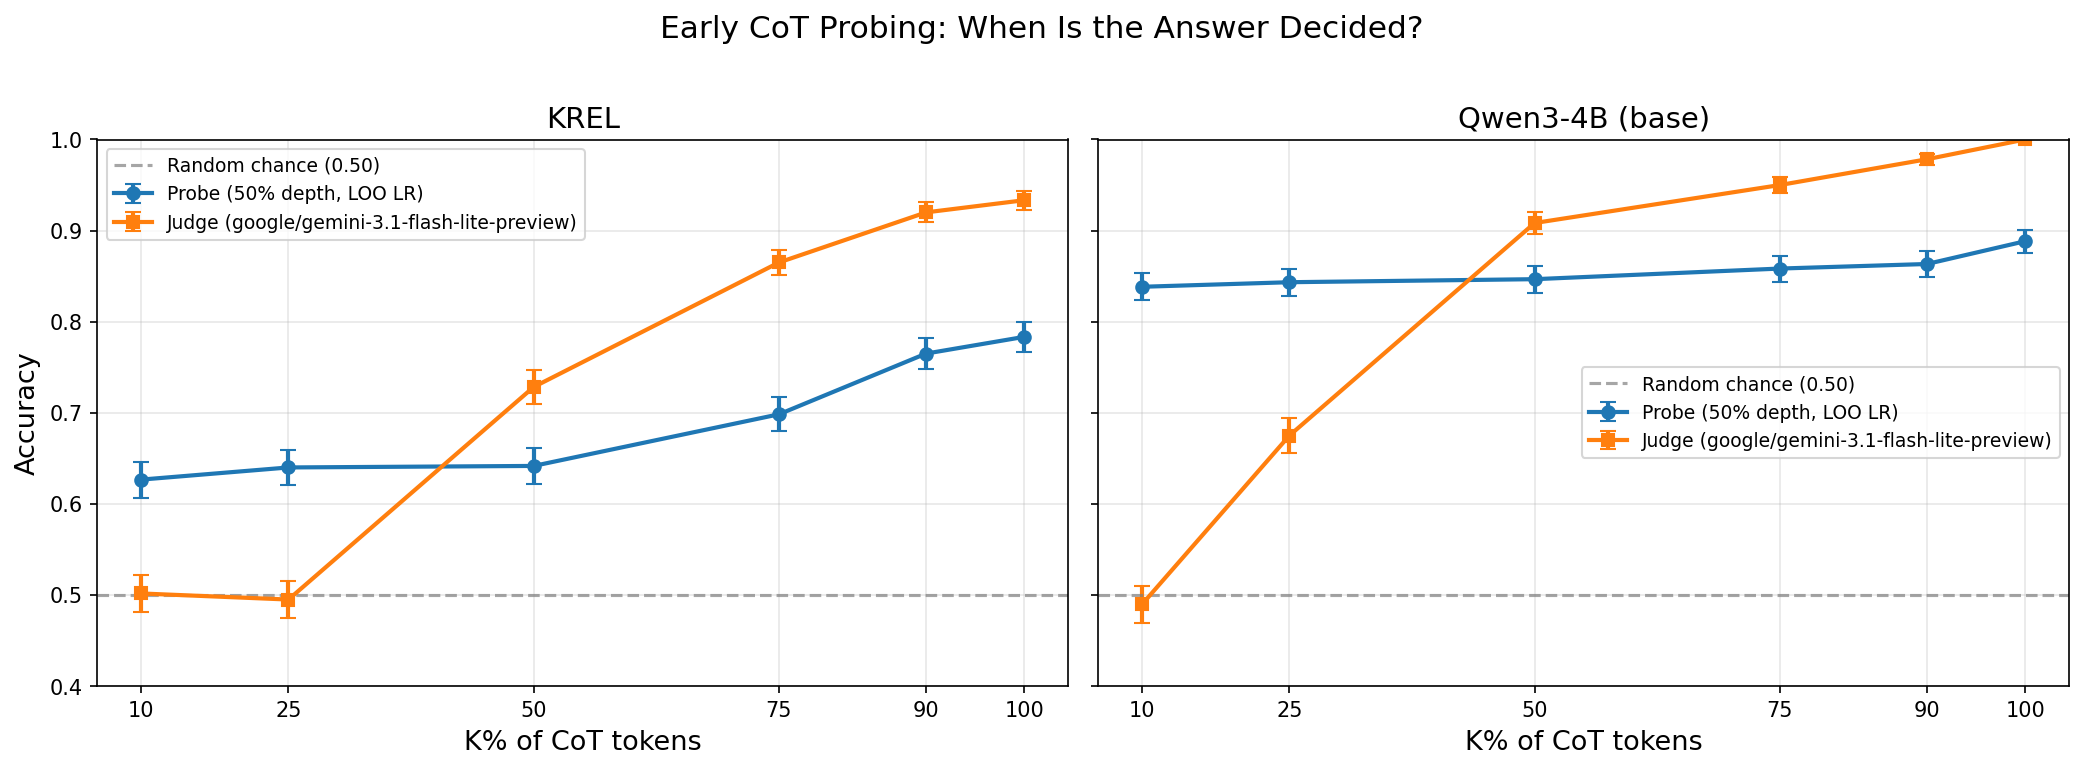 Early CoT Probing: When Is the Answer Decided?
KREL
Random chance (0.50)
Probe (50% depth, LOO LR)
Judge (google/gemini-3.1-flash-lite-preview)
1.0
0.9
0.8
0.7
0.6
0.5
0.4
Accuracy
10 25 50 75 90 100
K% of CoT tokens
Qwen3-4B (base)
Random chance (0.50)
Probe (50% depth, LOO LR)
Judge (google/gemini-3.1-flash-lite-preview)
10 25 50 75 90 100
K% of CoT tokens